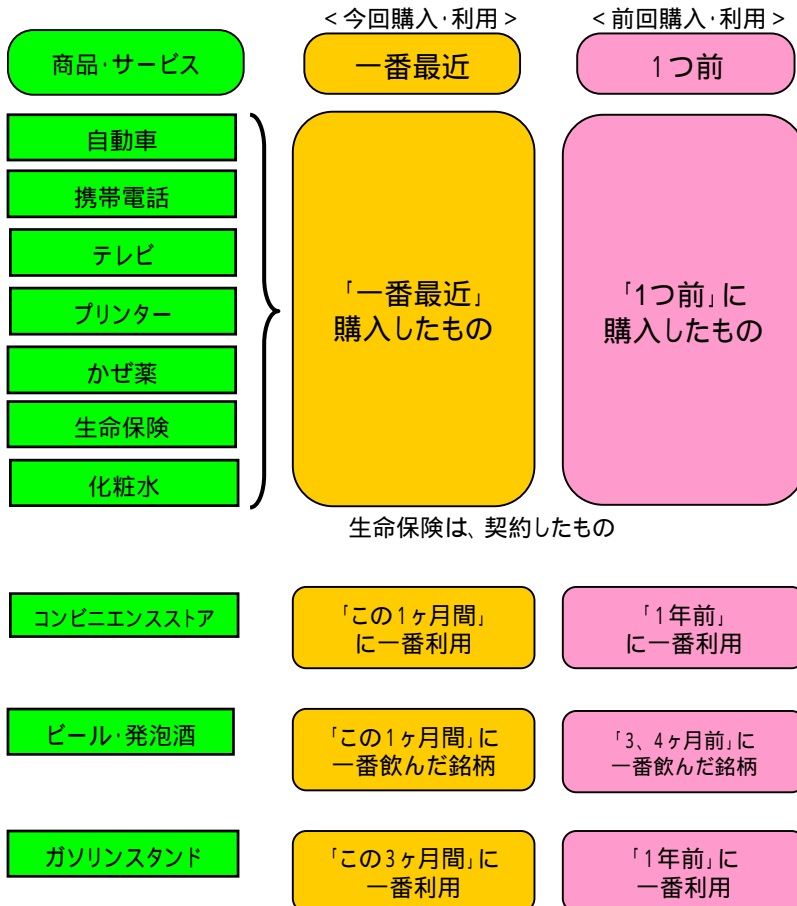 ＜今回購入・利用＞
＜前回購入・利用＞
商品・サービス
一番最近
1つ前
自動車
携帯電話
テレビ
プリンター
かぜ薬
生命保険
化粧水
「一番最近」
購入したもの
「1つ前」に
購入したもの
生命保険は、契約したもの
コンビニエンスストア
「この1ヶ月間」
に一番利用
「1年前」
に一番利用
ビール・発泡酒
「この1ヶ月間」に
一番飲んだ銘柄
「3、4ヶ月前」に
一番飲んだ銘柄
ガソリンスタンド
「この3ヶ月間」に
一番利用
「1年前」に
一番利用